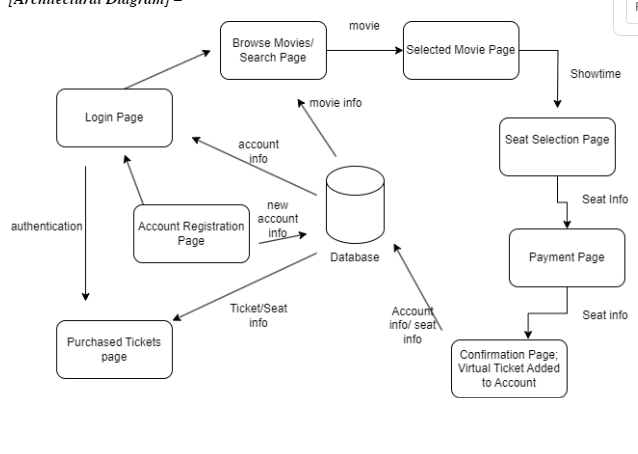 [Architectural Diagram] –
movie
Browse Movies/
Search Page
Selected Movie Page
Showtime
movie info
Login Page
Seat Selection Page
account
info
Seat Info
new
account
info
authentication
Account Registration
Page
Database
Payment Page
Ticket/Seat
info
Account
info/ seat
info
Seat info
Purchased Tickets
page
Confirmation Page;
Virtual Ticket Added
to Account